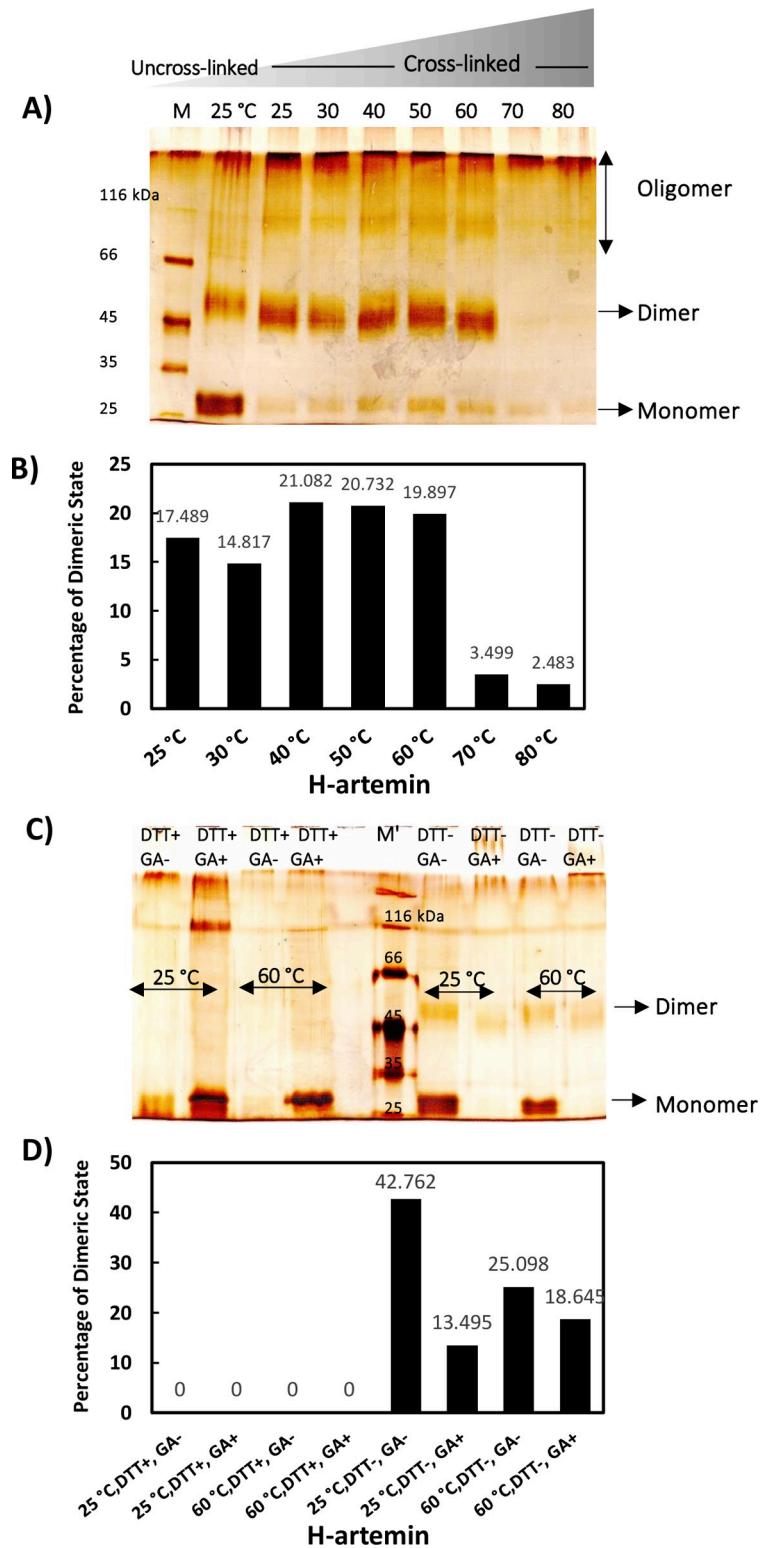 Uncross-linked Cross-linked
A)
M 25 °C 25 30 40 50 60 70 80
116 kDa
Oligomer
66
45
Dimer
35
25
Monomer
B)
Percentage of Dimeric State
25
20
15
10
5
0
17.489
14.817
21.082
20.732
19.897
3.499
2.483
25 °C
30 °C
40 °C
50 °C
60 °C
70 °C
80 °C
H-artemin
C)
DTT+ DTT+ DTT+ DTT+ M' DTT- DTT- DTT- DTT-
GA- GA+ GA- GA+ GA- GA+ GA- GA+
116 kDa
66
25 °C 60 °C 25 °C 60 °C
45
Dimer
35
25
Monomer
D)
Percentage of Dimeric State
50
40
30
20
10
0
0
0
0
0
42.762
13.495
25.098
18.645
25 °C,DTT+, GA-
25 °C,DTT+, GA+
60 °C,DTT+, GA-
60 °C,DTT+, GA+
25 °C,DTT-, GA-
25 °C,DTT-, GA+
60 °C,DTT-, GA-
60 °C,DTT-, GA+
H-artemin